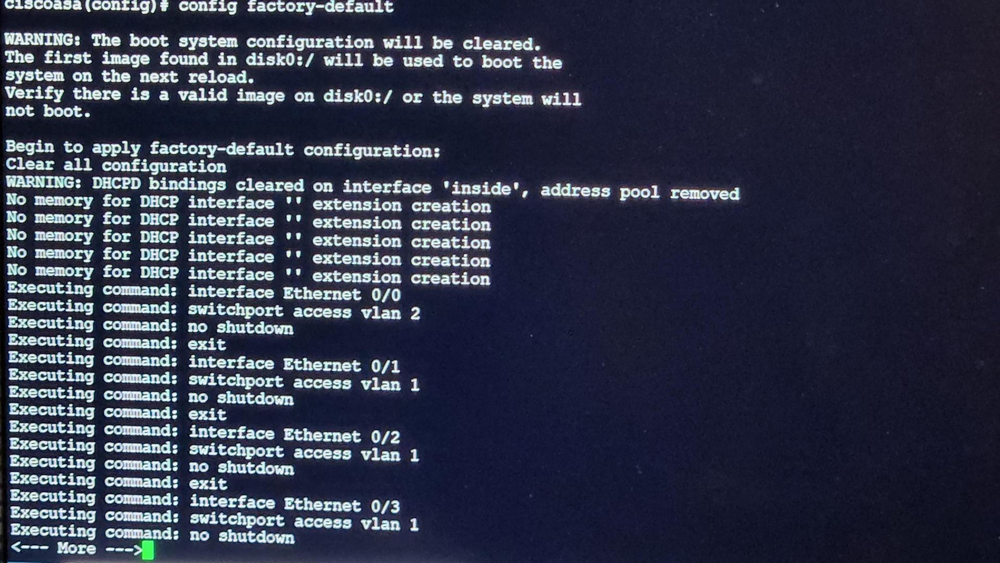 ciscoasa(config)# config factory-default
WARNING: The boot system configuration will be cleared.
The first image found in disk0:/ will be used to boot the
system on the next reload.
Verify there is a valid image on disk0:/ or the system will
not boot.
Begin to apply factory-default configuration:
Clear all configuration
WARNING: DHCPD bindings cleared on interface 'inside', address pool removed
No memory for DHCP interface '' extension creation
No memory for DHCP interface '' extension creation
No memory for DHCP interface '' extension creation
No memory for DHCP interface '' extension creation
No memory for DHCP interface '' extension creation
Executing command: interface Ethernet 0/0
Executing command: switchport access vlan 2
Executing command: no shutdown
Executing command: exit
Executing command: interface Ethernet 0/1
Executing command: switchport access vlan 1
Executing command: no shutdown
Executing command: exit
Executing command: interface Ethernet 0/2
Executing command: switchport access vlan 1
Executing command: no shutdown
Executing command: exit
Executing command: interface Ethernet 0/3
Executing command: switchport access vlan 1
Executing command: no shutdown
<--- More --->